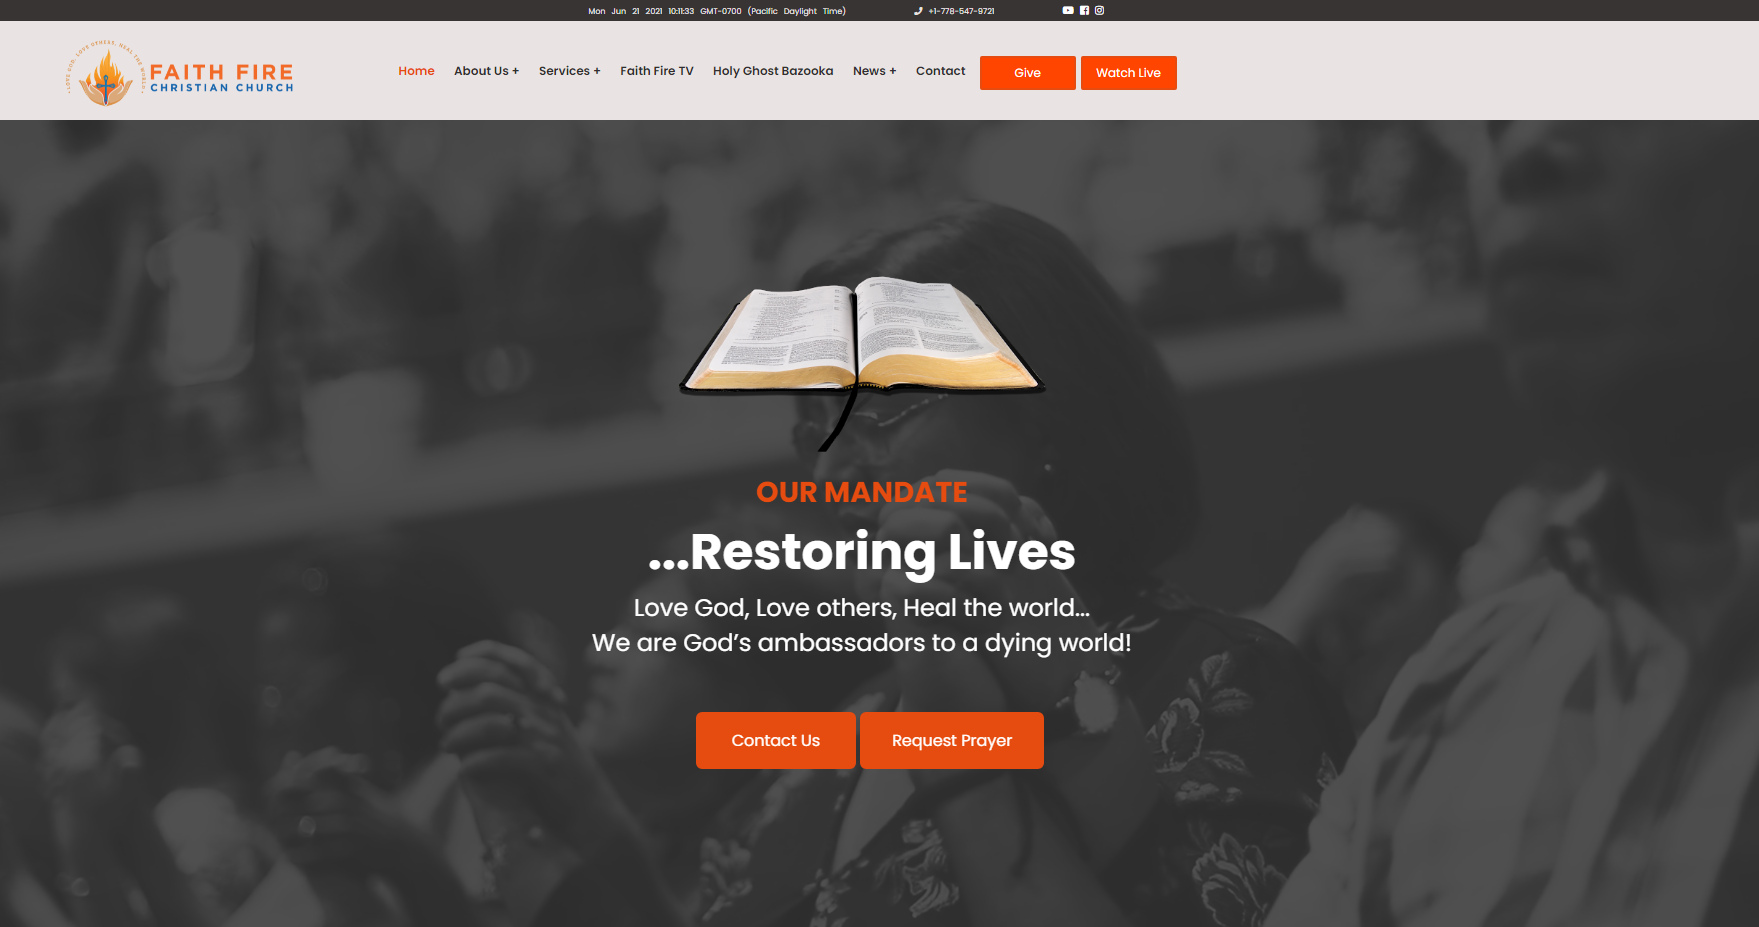 Mon Jun 21 2021 10:11:33 GMT-0700 (Pacific Daylight Time) +1-778-547-9721
LOVE GOD, LOVE OTHERS, HEAL THE WORLD
FAITH FIRE
CHRISTIAN CHURCH
Home About Us + Services + Faith Fire TV Holy Ghost Bazooka News + Contact Give Watch Live
OUR MANDATE
...Restoring Lives
Love God, Love others, Heal the world...
We are God’s ambassadors to a dying world!
Contact Us Request Prayer